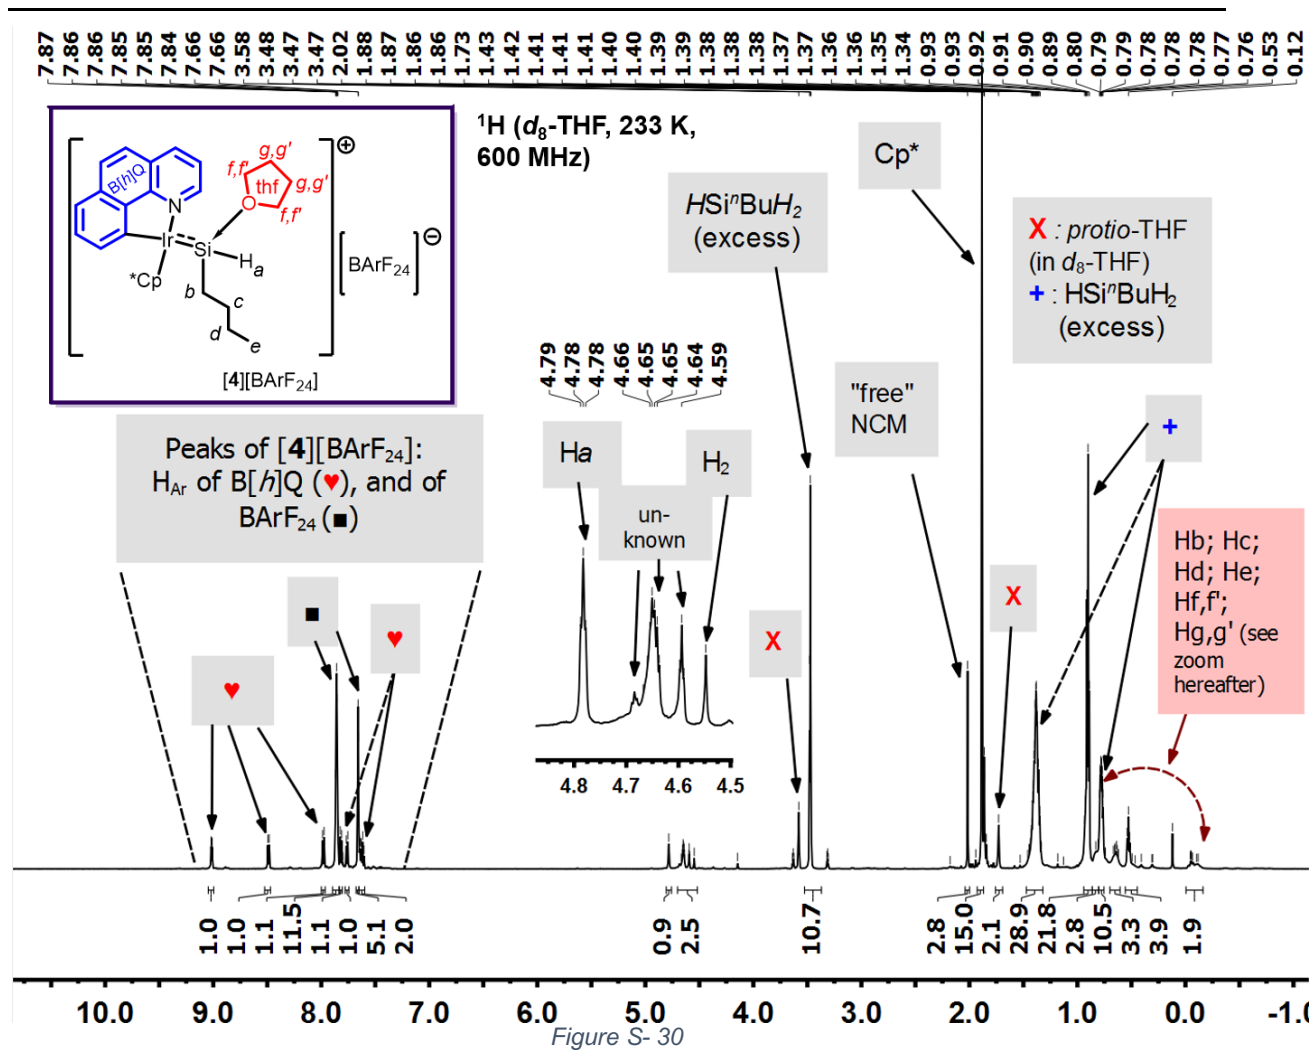 7.87 7.86 7.86 7.85 7.85 7.84 7.66 7.66 3.58 3.48 3.47 3.47 2.02 1.88 1.87 1.86 1.86 1.73 1.43 1.42 1.41 1.41 1.41 1.40 1.40 1.39 1.39 1.38 1.38 1.38 1.37 1.37 1.36 1.36 1.35 1.34 0.93 0.93 0.92 0.91 0.90 0.89 0.80 0.79 0.79 0.78 0.78 0.78 0.77 0.76 0.53 0.12
¹H (d₈-THF, 233 K,
600 MHz)
g,g'
f,f'
thf
g,g'
B[h]Q
O
f,f'
N
Ir
Si
H a
*Cp
b
c
d
e
⊕
BArF₂₄
⊖
[4][BArF₂₄]
Cp*
HSiⁿBuH₂
(excess)
X : protio-THF
(in d₈-THF)
+ : HSiⁿBuH₂
(excess)
"free"
NCM
4.79 4.78 4.78 4.66 4.65 4.65 4.64 4.59
Peaks of [4][BArF₂₄]:
H_Ar of B[h]Q (♥), and of
BArF₂₄ (■)
Ha
H₂
un-
known
+
Hb; Hc;
Hd; He;
Hf,f';
Hg,g' (see
zoom
hereafter)
■
♥
X
X
♥
4.8 4.7 4.6 4.5
1.0 1.0 1.1 11.5 1.1 1.0 5.1 2.0 0.9 2.5 10.7 2.8 15.0 2.1 28.9 21.8 2.8 10.5 3.3 3.9 1.9
10.0 9.0 8.0 7.0 6.0 5.0 4.0 3.0 2.0 1.0 0.0 -1.0
Figure S- 30